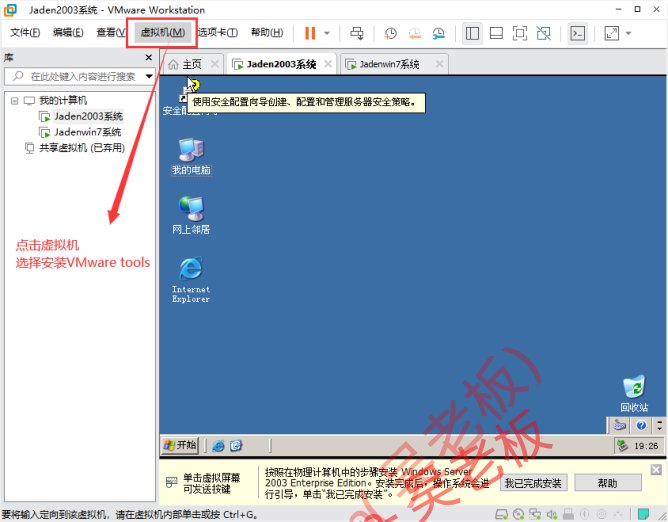 Jaden2003系统 - VMware Workstation
文件(F) 编辑(E) 查看(V) 虚拟机(M) 选项卡(T) 帮助(H)
库
在此处键入内容进行搜索
我的计算机
Jaden2003系统
Jadenwin7系统
共享虚拟机 (已弃用)
点击虚拟机
选择安装VMware tools
主页 Jaden2003系统 Jadenwin7系统
使用安全配置向导创建、配置和管理服务器安全策略。
我的电脑
网上邻居
Internet
Explorer
回收站
开始
19:26
单击虚拟屏幕
可发送按键
按照在物理计算机中的步骤安装 Windows Server
2003 Enterprise Edition。安装完成后，操作系统会进
行引导，单击“我已完成安装”。
我已完成安装
帮助
要将输入定向到该虚拟机，请在虚拟机内部单击或按 Ctrl+G。
吴老板)
吴老板